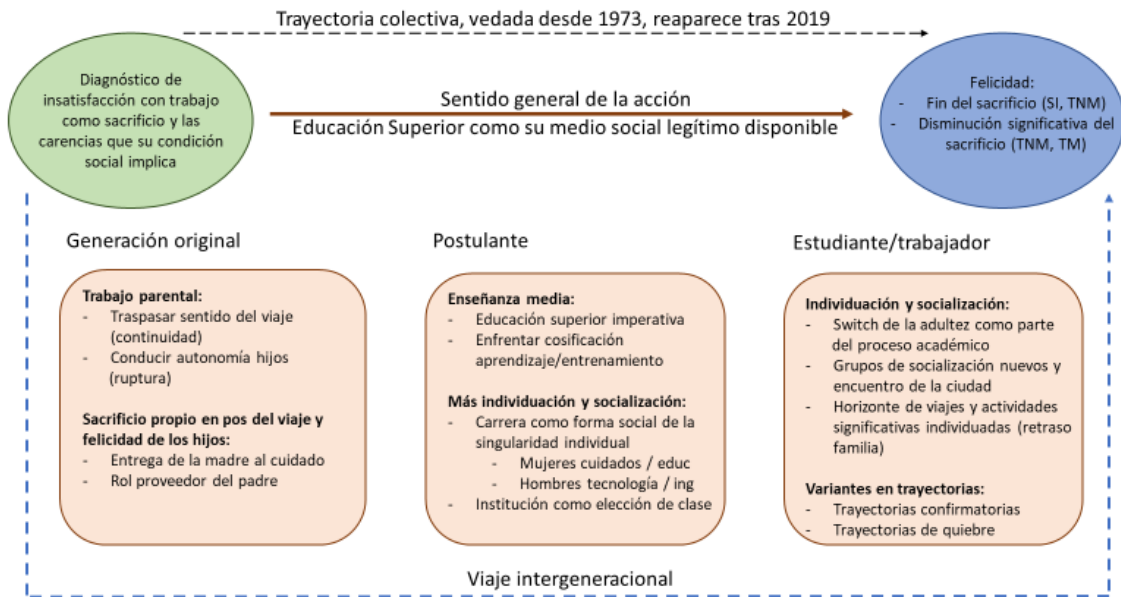 Trayectoria colectiva, vedada desde 1973, reaparece tras 2019
Diagnóstico de
insatisfacción con trabajo
como sacrificio y las
carencias que su condición
social implica
Sentido general de la acción
Educación Superior como su medio social legítimo disponible
Felicidad:
- Fin del sacrificio (SI, TNM)
- Disminución significativa del
sacrificio (TNM, TM)
Generación original
Trabajo parental:
- Traspasar sentido del viaje
(continuidad)
- Conducir autonomía hijos
(ruptura)
Sacrificio propio en pos del viaje y
felicidad de los hijos:
- Entrega de la madre al cuidado
- Rol proveedor del padre
Postulante
Enseñanza media:
- Educación superior imperativa
- Enfrentar cosificación
aprendizaje/entrenamiento
Más individuación y socialización:
- Carrera como forma social de la
singularidad individual
- Mujeres cuidados / educ
- Hombres tecnología / ing
- Institución como elección de clase
Estudiante/trabajador
Individuación y socialización:
- Switch de la adultez como parte
del proceso académico
- Grupos de socialización nuevos y
encuentro de la ciudad
- Horizonte de viajes y actividades
significativas individuadas (retraso
familia)
Variantes en trayectorias:
- Trayectorias confirmatorias
- Trayectorias de quiebre
Viaje intergeneracional